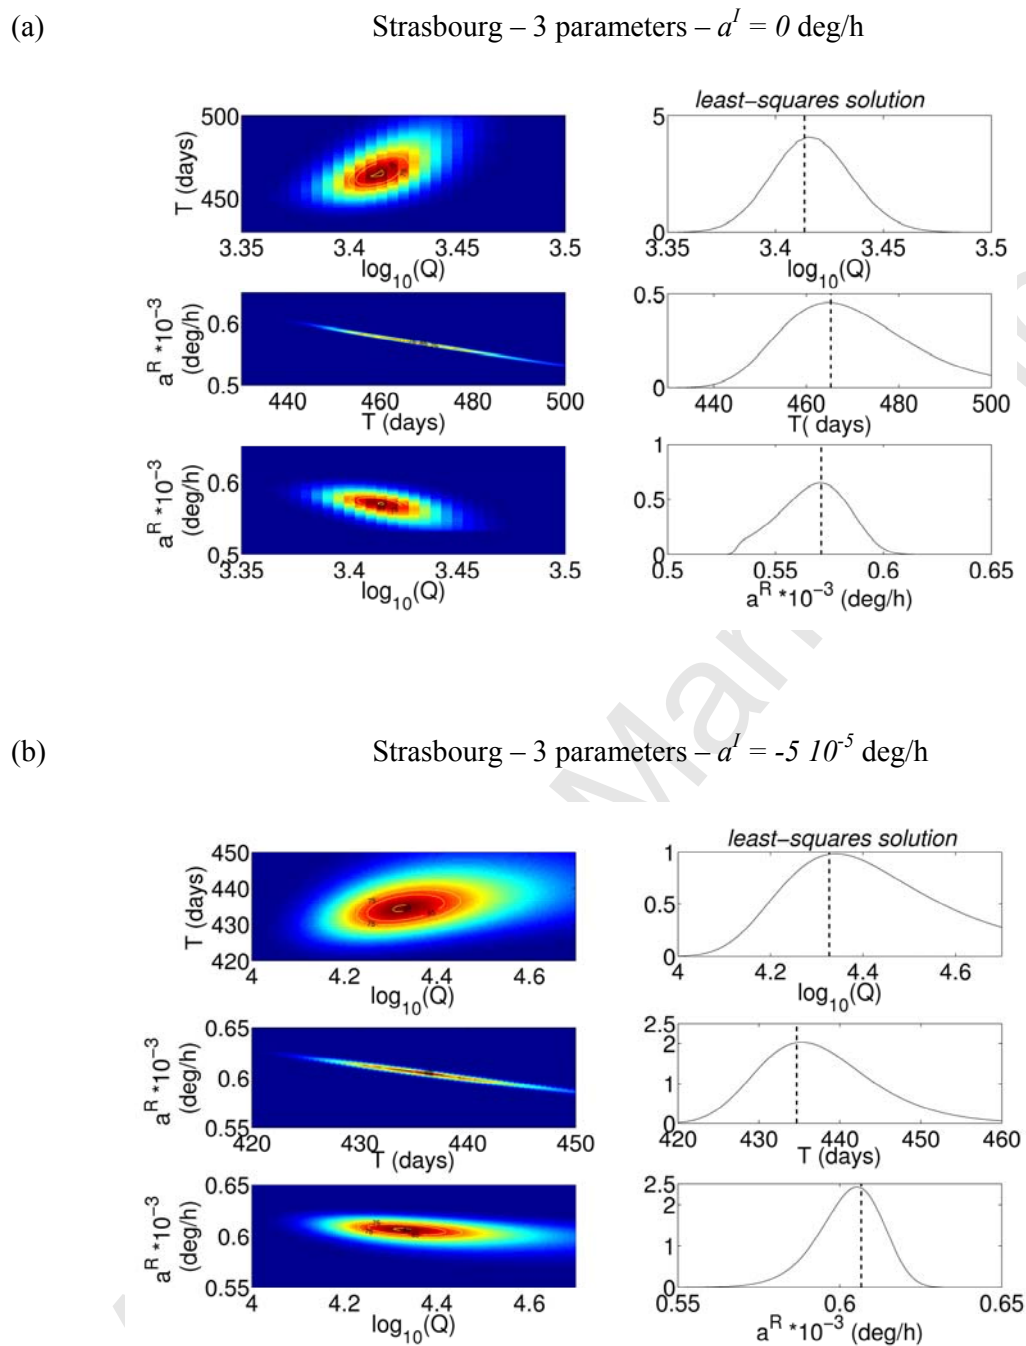 (a) Strasbourg – 3 parameters – a^I = 0 deg/h
least−squares solution
500
450
T (days)
3.35 3.4 3.45 3.5
log10(Q)
5
0
3.35 3.4 3.45 3.5
log10(Q)
0.6
0.5
a^R *10^−3
(deg/h)
440 460 480 500
T (days)
0.5
0
440 460 480 500
T( days)
0.6
0.5
a^R *10^−3
(deg/h)
3.35 3.4 3.45 3.5
log10(Q)
1
0.5
0
0.5 0.55 0.6 0.65
a^R *10^−3 (deg/h)
(b) Strasbourg – 3 parameters – a^I = -5 10^-5 deg/h
least−squares solution
450
440
430
420
T (days)
4 4.2 4.4 4.6
log10(Q)
1
0.5
0
4 4.2 4.4 4.6
log10(Q)
0.65
0.6
0.55
a^R *10^−3
(deg/h)
420 430 440 450
T (days)
2.5
2
1
0
420 430 440 450 460
T (days)
0.65
0.6
0.55
a^R *10^−3
(deg/h)
4 4.2 4.4 4.6
log10(Q)
2.5
2
1
0
0.55 0.6 0.65
a^R *10^−3 (deg/h)